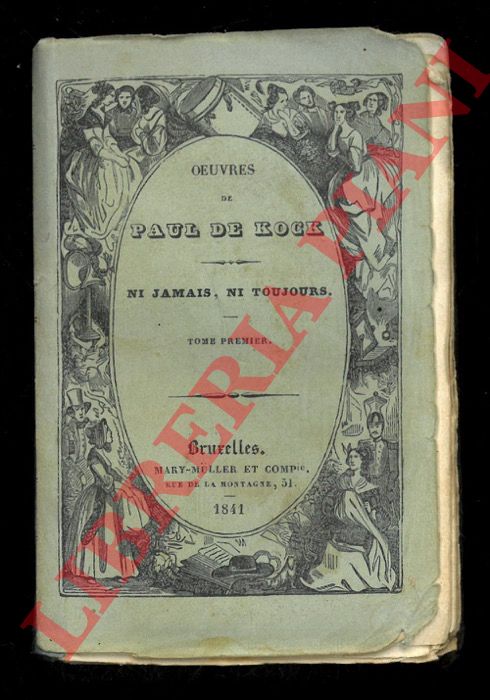 OEUVRES
DE
PAUL DE KOCK
NI JAMAIS, NI TOUJOURS.
TOME PREMIER.
Bruxelles.
MARY-MÜLLER ET COMPie.
RUE DE LA MONTAGNE, 51.
1841
LIBRERIA PIANI